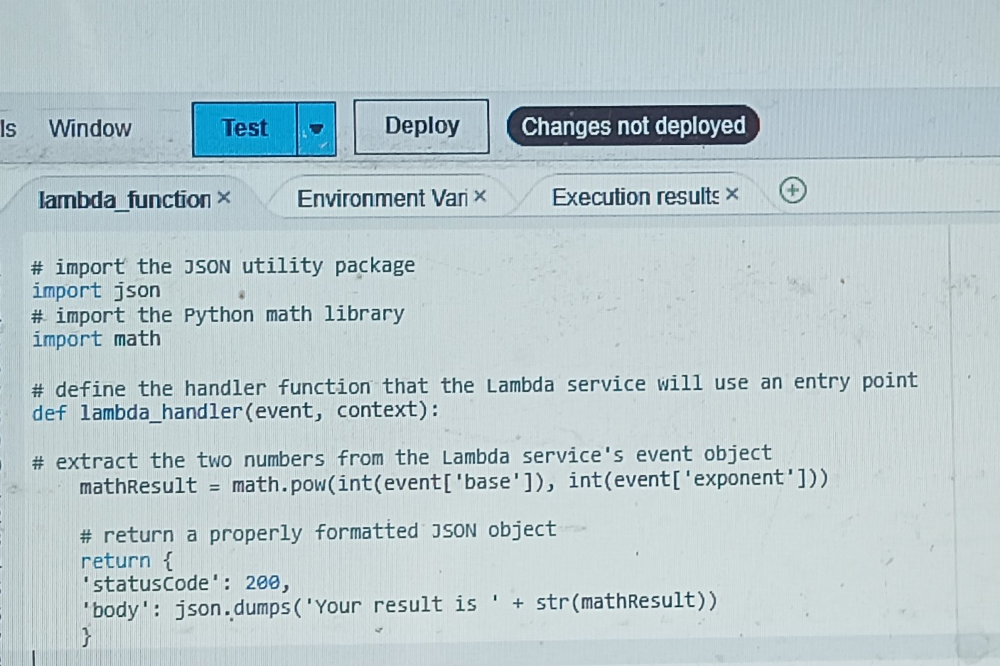 ls Window Test Deploy Changes not deployed
lambda_function × Environment Vari × Execution results ×
# import the JSON utility package
import json
# import the Python math library
import math
# define the handler function that the Lambda service will use an entry point
def lambda_handler(event, context):
# extract the two numbers from the Lambda service's event object
mathResult = math.pow(int(event['base']), int(event['exponent']))
# return a properly formatted JSON object
return {
'statusCode': 200,
'body': json.dumps('Your result is ' + str(mathResult))
}